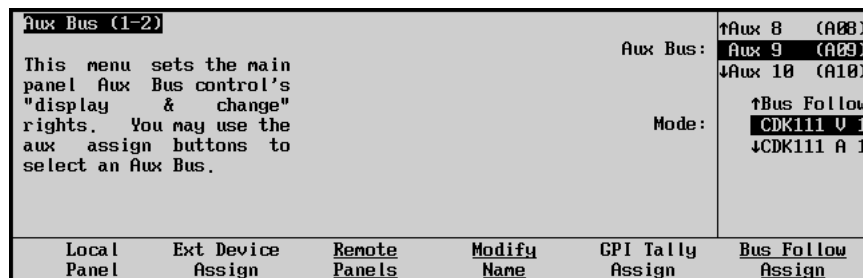 Aux Bus (1-2)
This menu sets the main
panel Aux Bus control's
"display & change"
rights. You may use the
aux assign buttons to
select an Aux Bus.
Aux Bus:
↑Aux 8 (A08)
Aux 9 (A09)
↓Aux 10 (A10)
Mode:
↑Bus Follow
CDK111 V 1
↓CDK111 A 1
Local Panel
Ext Device Assign
Remote Panels
Modify Name
GPI Tally Assign
Bus Follow Assign